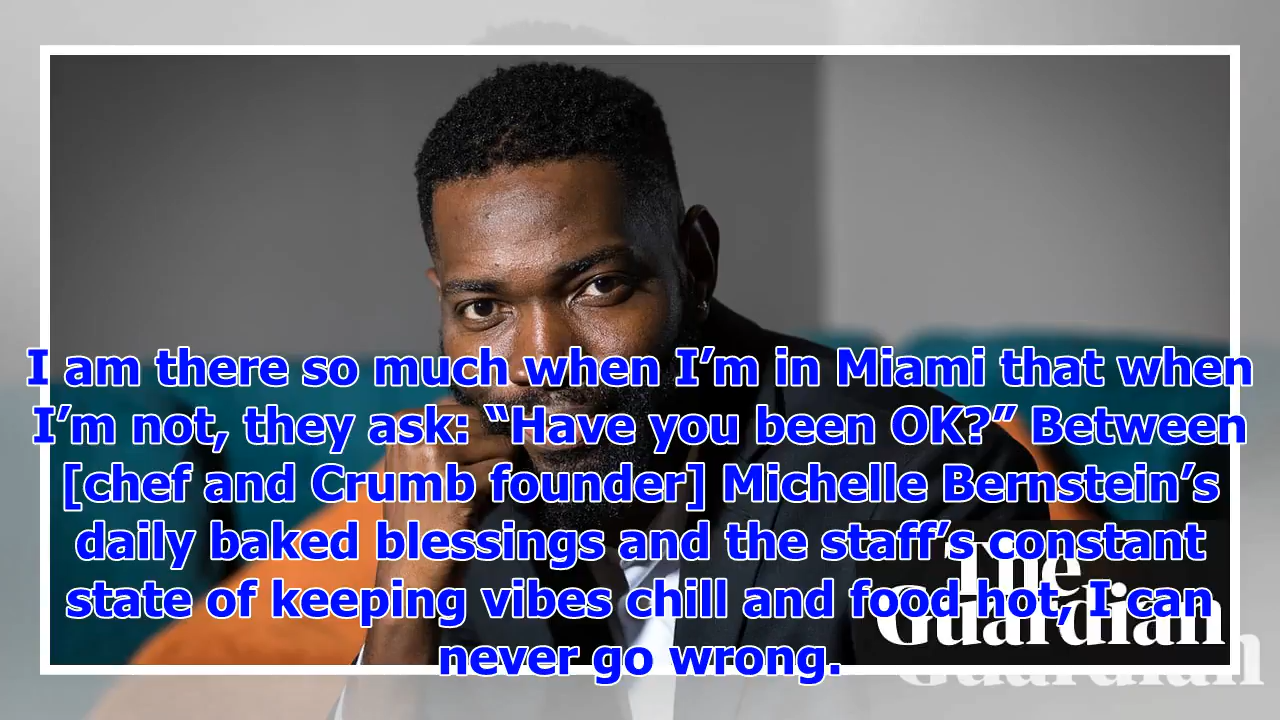 I am there so much when I’m in Miami that when
I’m not, they ask: “Have you been OK?” Between
[chef and Crumb founder] Michelle Bernstein’s
daily baked blessings and the staff’s constant
state of keeping vibes chill and food hot, I can
never go wrong.
The
Guardian
Guardian